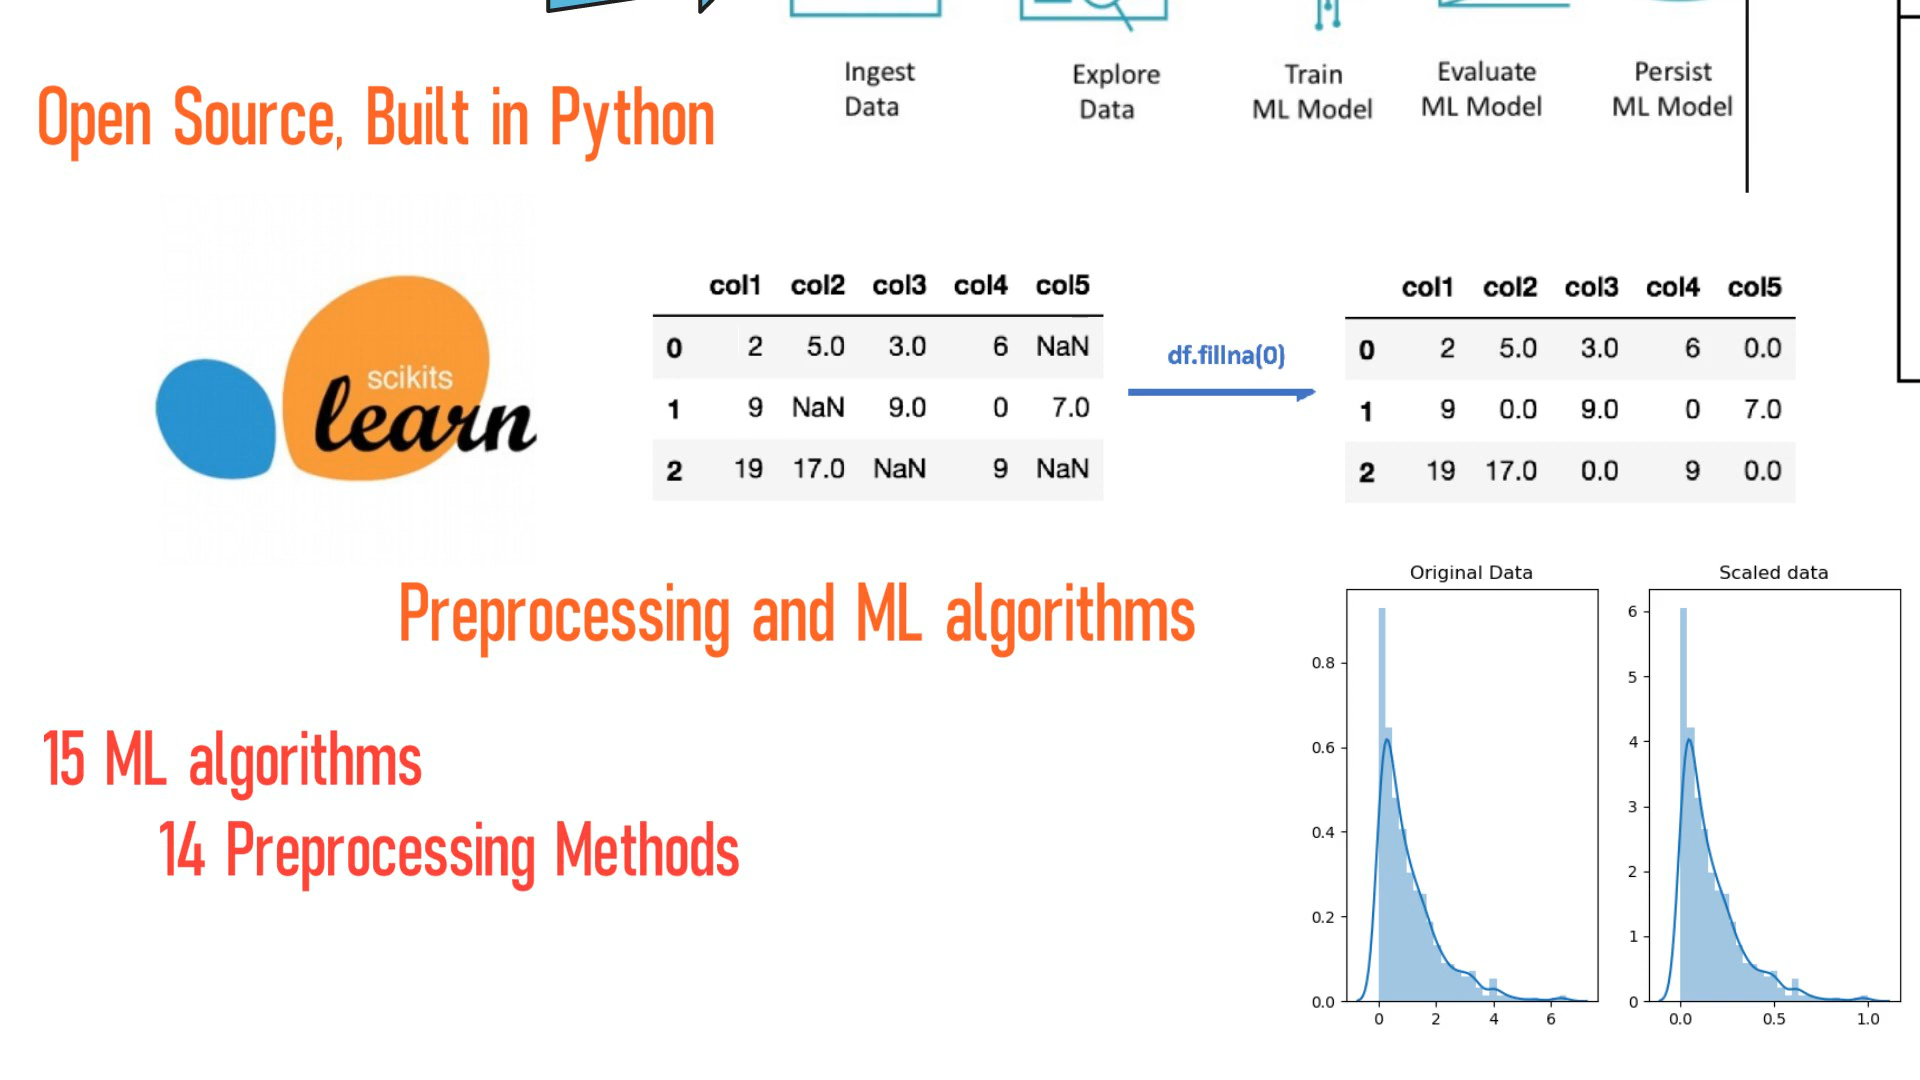 Ingest Data
Explore Data
Train ML Model
Evaluate ML Model
Persist ML Model
Open Source, Built in Python
scikits
learn
col1 col2 col3 col4 col5
0 2 5.0 3.0 6 NaN
1 9 NaN 9.0 0 7.0
2 19 17.0 NaN 9 NaN
df.fillna(0)
col1 col2 col3 col4 col5
0 2 5.0 3.0 6 0.0
1 9 0.0 9.0 0 7.0
2 19 17.0 0.0 9 0.0
Preprocessing and ML algorithms
15 ML algorithms
14 Preprocessing Methods
Original Data
0.8
0.6
0.4
0.2
0.0
0 2 4 6
Scaled data
6
5
4
3
2
1
0
0.0 0.5 1.0